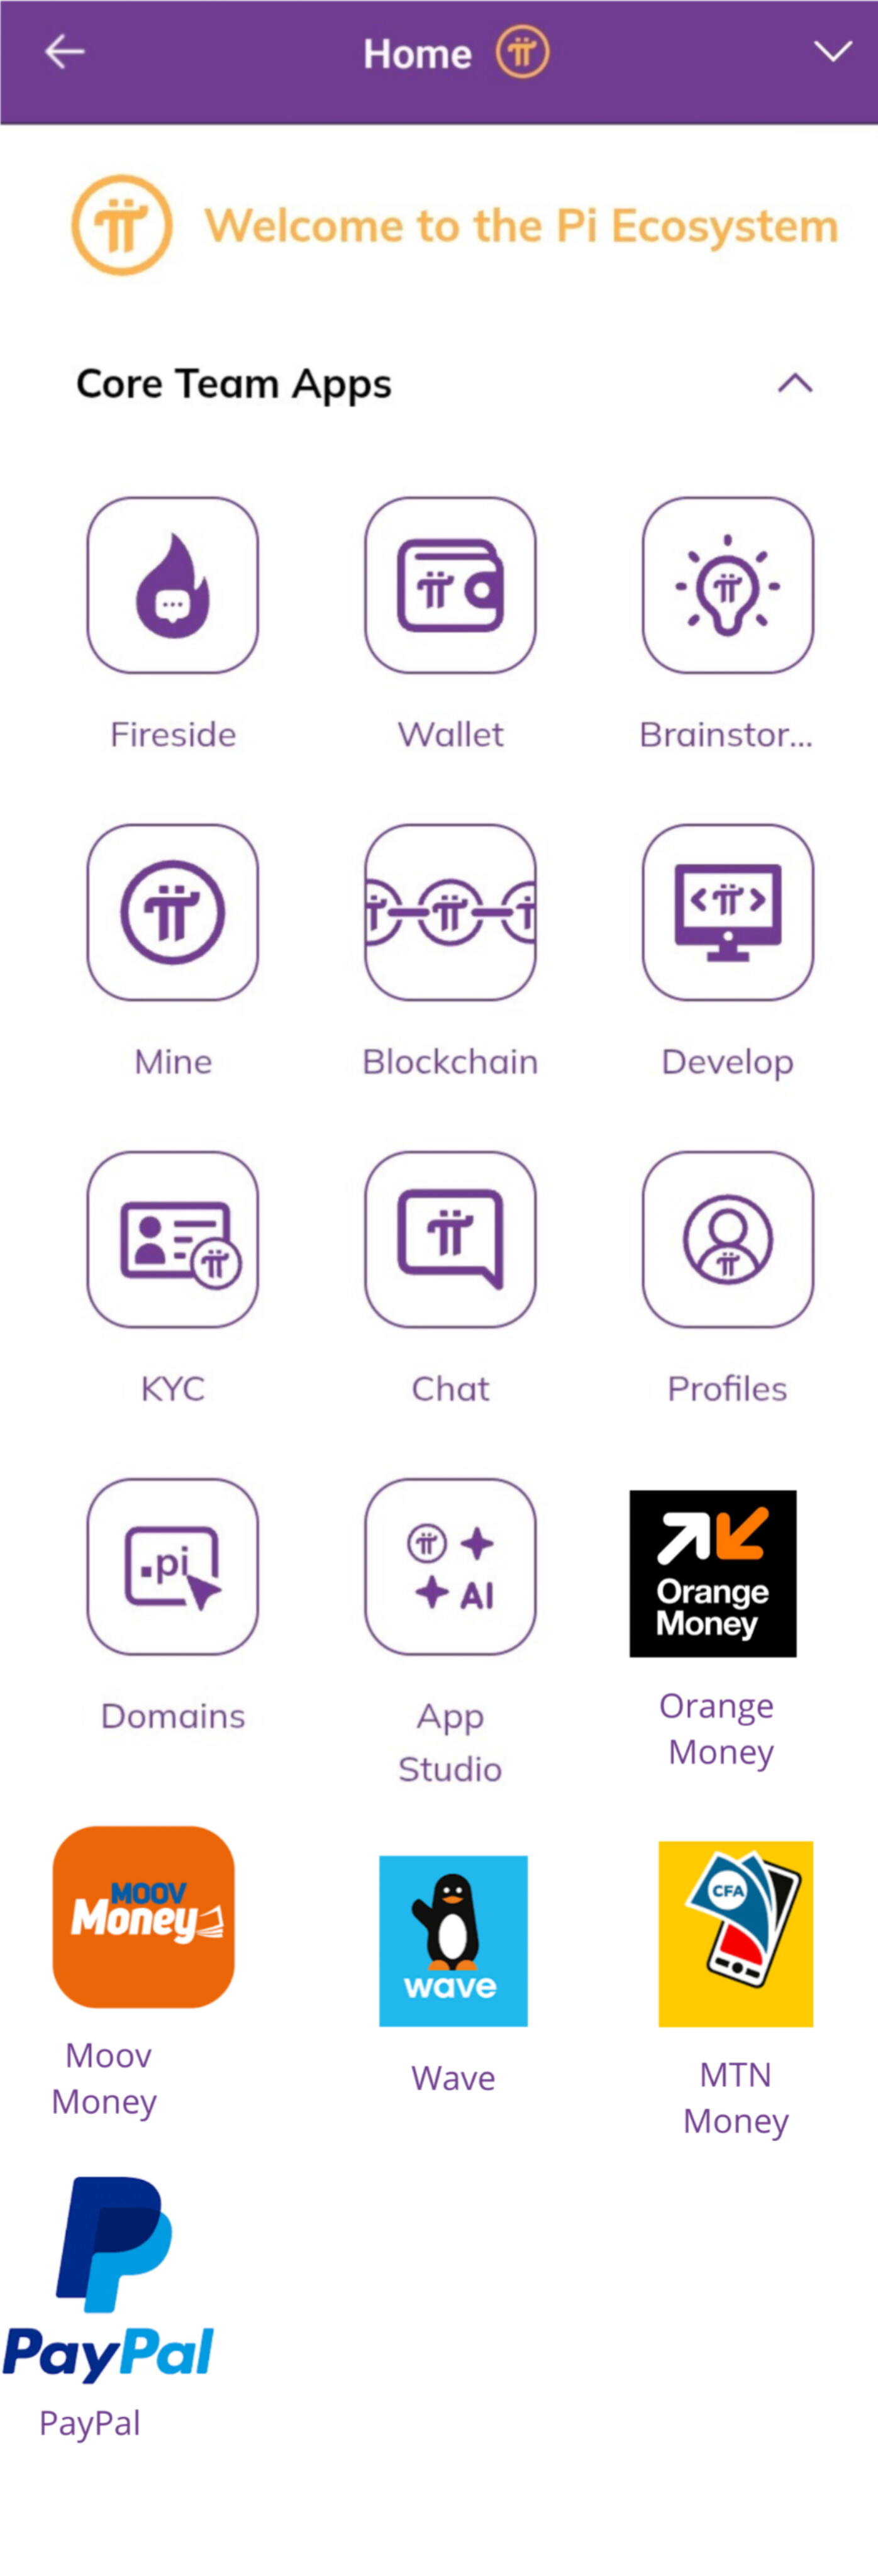 Home
Welcome to the Pi Ecosystem
Core Team Apps
Fireside
Wallet
Brainstor...
Mine
Blockchain
Develop
KYC
Chat
Profiles
.pi
AI
Orange
Money
Domains
App
Studio
Orange
Money
MOOV
Money
wave
CFA
Moov
Money
Wave
MTN
Money
PayPal
PayPal